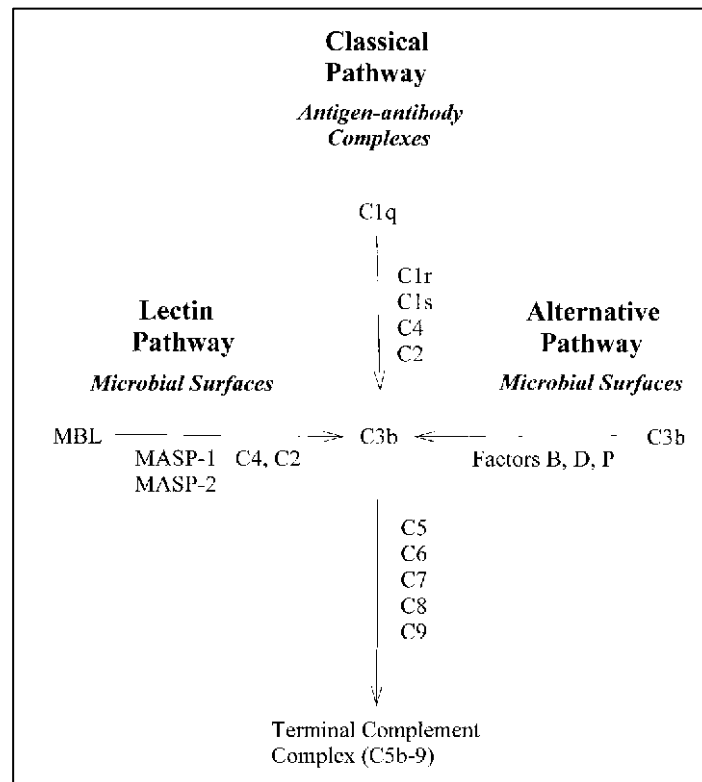 Classical
Pathway
Antigen-antibody
Complexes
C1q
C1r
C1s
C4
C2
Lectin
Pathway
Microbial Surfaces
Alternative
Pathway
Microbial Surfaces
MBL
MASP-1 C4, C2
MASP-2
C3b
Factors B, D, P
C3b
C5
C6
C7
C8
C9
Terminal Complement
Complex (C5b-9)